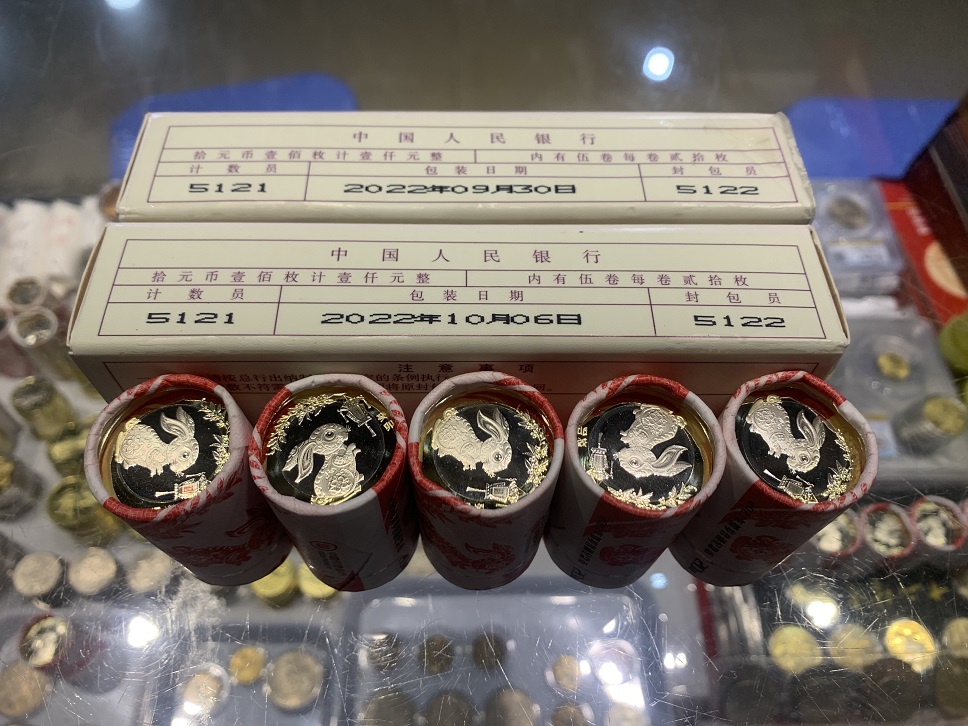 中国人民银行
拾元币壹佰枚计壹仟元整 内有伍卷每卷贰拾枚
计数员 包装日期 封包员
5121 2022年09月30日 5122
中国人民银行
拾元币壹佰枚计壹仟元整 内有伍卷每卷贰拾枚
计数员 包装日期 封包员
5121 2022年10月06日 5122
注意事项